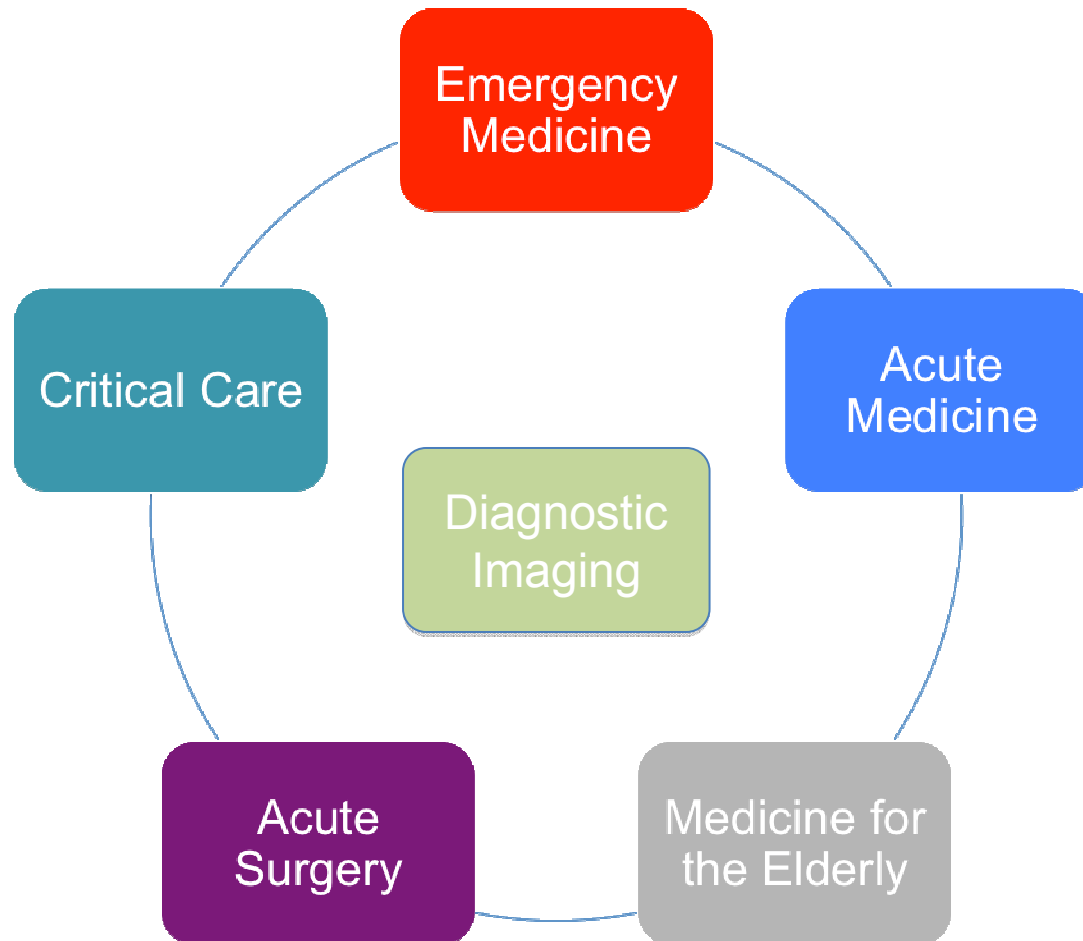 Emergency
Medicine
Critical Care
Acute
Medicine
Diagnostic
Imaging
Acute
Surgery
Medicine for
the Elderly